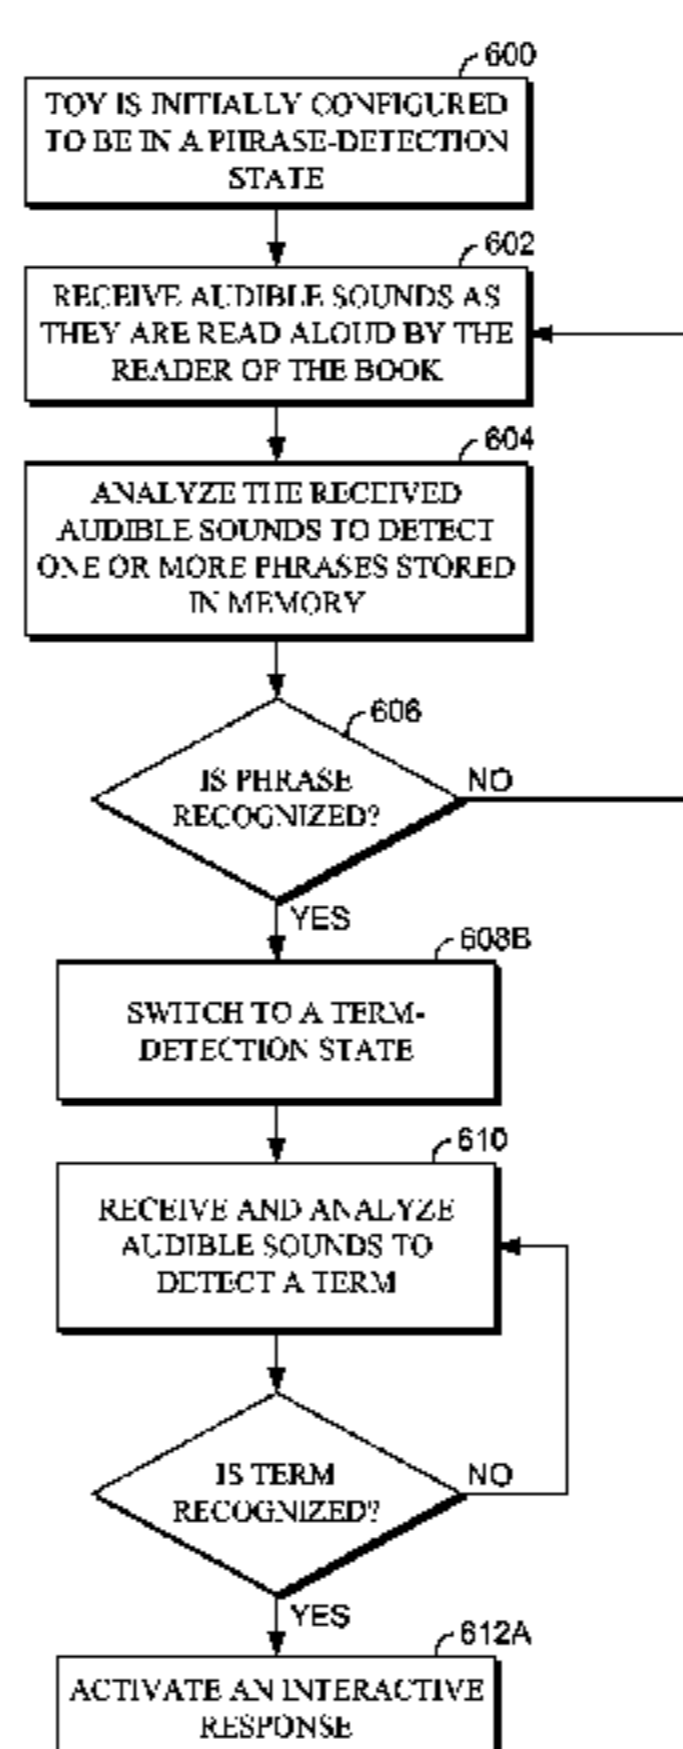 600
TOY IS INITIALLY CONFIGURED
TO BE IN A PHRASE-DETECTION
STATE
602
RECEIVE AUDIBLE SOUNDS AS
THEY ARE READ ALOUD BY THE
READER OF THE BOOK
604
ANALYZE THE RECEIVED
AUDIBLE SOUNDS TO DETECT
ONE OR MORE PHRASES STORED
IN MEMORY
606
IS PHRASE
RECOGNIZED?
NO
YES
608B
SWITCH TO A TERM-
DETECTION STATE
610
RECEIVE AND ANALYZE
AUDIBLE SOUNDS TO
DETECT A TERM
IS TERM
RECOGNIZED?
NO
YES
612A
ACTIVATE AN INTERACTIVE
RESPONSE